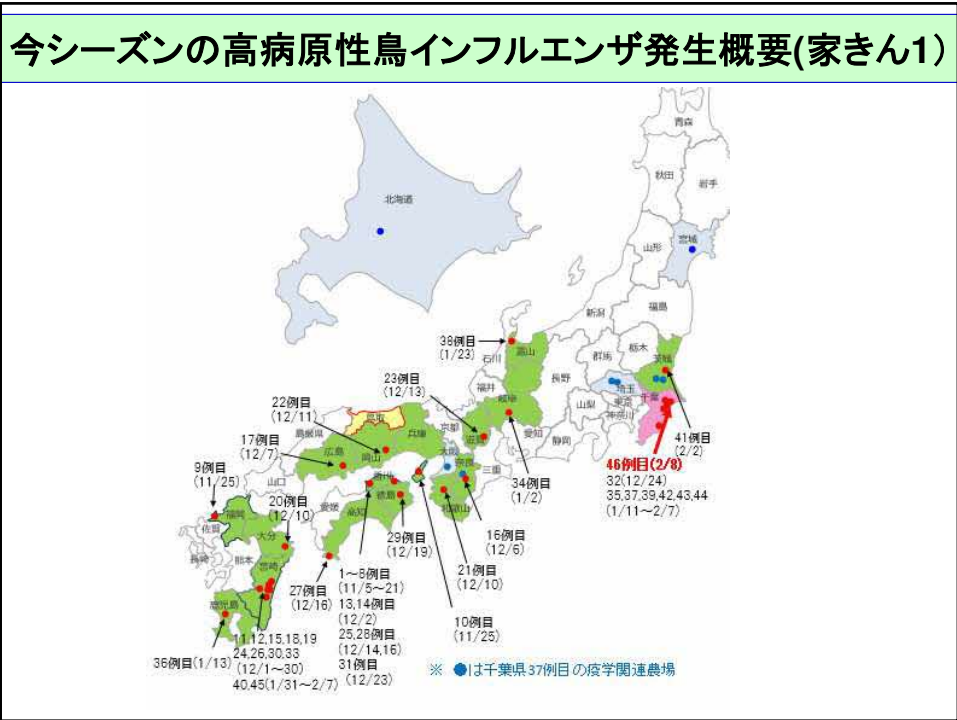 今シーズンの高病原性鳥インフルエンザ発生概要(家きん1)
青森
秋田
岩手
北海道
宮城
山形
福島
新潟
38例目
(1/23)
石川
富山
群馬
栃木
茨城
23例目
(12/13)
福井
長野
埼玉
千葉
東京
神奈川
山梨
岐阜
22例目
(12/11)
鳥取
島根県
兵庫
京都
滋賀
愛知
静岡
17例目
(12/7)
広島
岡山
大阪
奈良
三重
41例目
(2/2)
46例目(2/8)
32(12/24)
35,37,39,42,43,44
(1/11~2/7)
34例目
(1/2)
9例目
(11/25)
山口
香川
徳島
愛媛
高知
和歌山
20例目
(12/10)
福岡
佐賀
大分
長崎
熊本
宮崎
鹿児島
29例目
(12/19)
16例目
(12/6)
21例目
(12/10)
27例目
(12/16)
1~8例目
(11/5~21)
13,14例目
(12/2)
25,28例目
(12/14,16)
31例目
(12/23)
10例目
(11/25)
11,12,15,18,19
24,26,30,33
(12/1~30)
40,45(1/31~2/7)
36例目(1/13)
※ ●は千葉県37例目の疫学関連農場